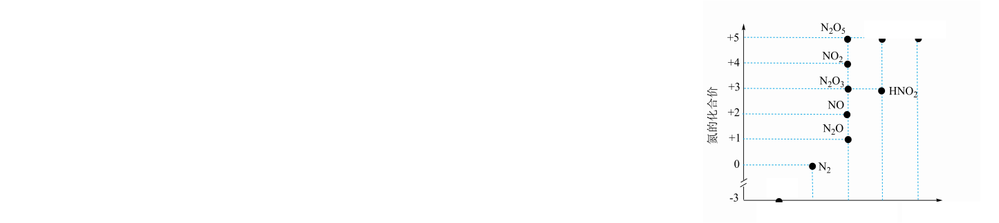 N₂O₅
+5
NO₂
+4
N₂O₃
+3
HNO₂
NO
+2
N₂O
+1
0
N₂
-3
氮的化合价